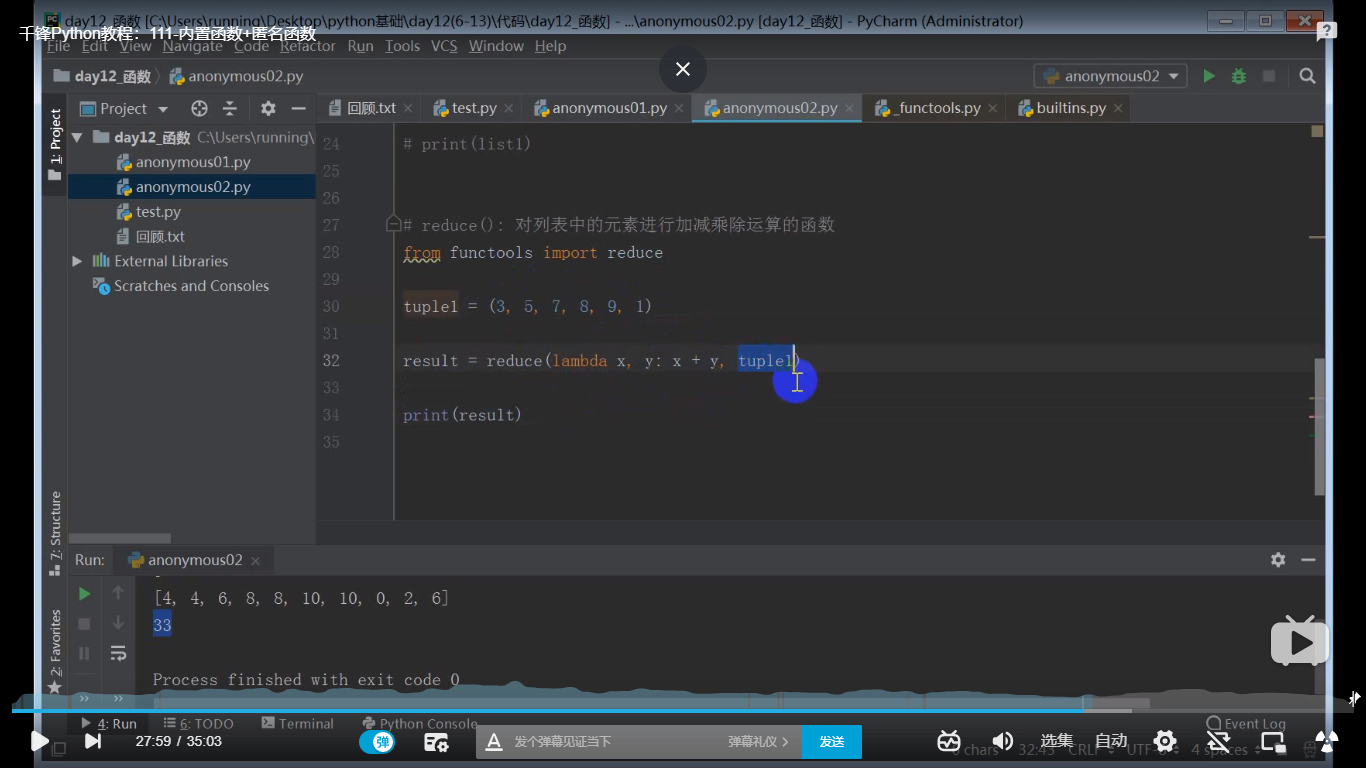 day12_函数 [C:\Users\running\Desktop\python基础\day12(6-13)\代码\day12_函数] - ...\anonymous02.py [day12_函数] - PyCharm (Administrator)
千锋Python教程：111-内置函数+匿名函数
File Edit View Navigate Code Refactor Run Tools VCS Window Help
day12_函数 anonymous02.py anonymous02
Project 回顾.txt test.py anonymous01.py anonymous02.py _functools.py builtins.py
1: Project
day12_函数 C:\Users\running\
anonymous01.py
anonymous02.py
test.py
回顾.txt
External Libraries
Scratches and Consoles
24 # print(list1)
25
26
27 # reduce(): 对列表中的元素进行加减乘除运算的函数
28 from functools import reduce
29
30 tuple1 = (3, 5, 7, 8, 9, 1)
31
32 result = reduce(lambda x, y: x + y, tuple1)
33
34 print(result)
35
7: Structure
2: Favorites
Run: anonymous02
[4, 4, 6, 8, 8, 10, 10, 0, 2, 6]
33
Process finished with exit code 0
4: Run 6: TODO Terminal Python Console Event Log
27:59 / 35:03 弹 发个弹幕见证当下 弹幕礼仪 发送 选集 自动
6 chars 32:43 CRLF UTF-8 4 spaces